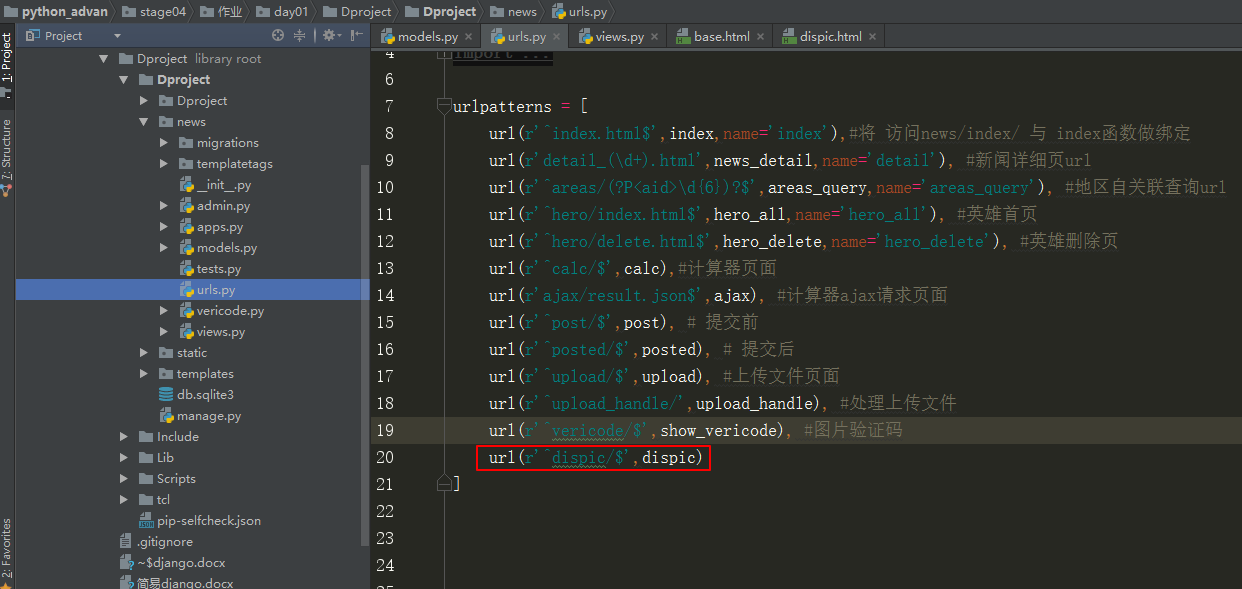 python_advan stage04 作业 day01 Dproject Dproject news urls.py
Project
models.py urls.py views.py base.html dispic.html
1: Project
7: Structure
2: Favorites
Dproject library root
Dproject
Dproject
news
migrations
templatetags
__init__.py
admin.py
apps.py
models.py
tests.py
urls.py
vericode.py
views.py
static
templates
db.sqlite3
manage.py
Include
Lib
Scripts
tcl
pip-selfcheck.json
.gitignore
~$django.docx
简易django.docx
4 import ...
6
7 urlpatterns = [
8 url(r'^index.html$',index,name='index'),#将 访问news/index/ 与 index函数做绑定
9 url(r'detail_(\d+).html',news_detail,name='detail'), #新闻详细页url
10 url(r'^areas/(?P<aid>\d{6})?$',areas_query,name='areas_query'), #地区自关联查询url
11 url(r'^hero/index.html$',hero_all,name='hero_all'), #英雄首页
12 url(r'^hero/delete.html$',hero_delete,name='hero_delete'), #英雄删除页
13 url(r'^calc/$',calc),#计算器页面
14 url(r'ajax/result.json$',ajax), #计算器ajax请求页面
15 url(r'^post/$',post), # 提交前
16 url(r'^posted/$',posted), # 提交后
17 url(r'^upload/$',upload), #上传文件页面
18 url(r'^upload_handle/',upload_handle), #处理上传文件
19 url(r'^vericode/$',show_vericode), #图片验证码
20 url(r'^dispic/$',dispic)
21 ]
22
23
24
25